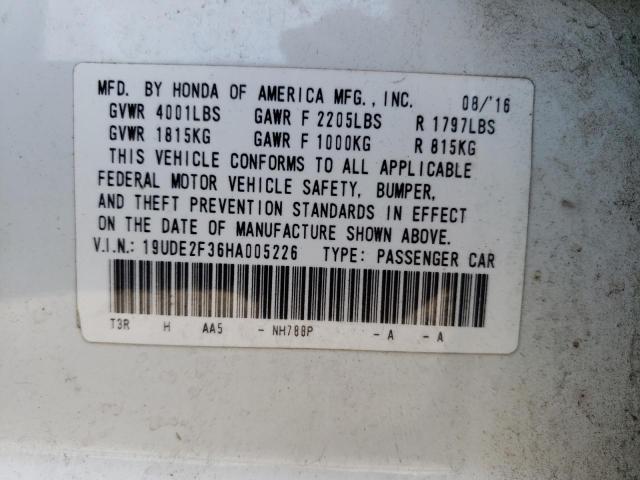 MFD. BY HONDA OF AMERICA MFG., INC. 08/'16
GVWR 4001LBS GAWR F 2205LBS R 1797LBS
GVWR 1815KG GAWR F 1000KG R 815KG
THIS VEHICLE CONFORMS TO ALL APPLICABLE
FEDERAL MOTOR VEHICLE SAFETY, BUMPER,
AND THEFT PREVENTION STANDARDS IN EFFECT
ON THE DATE OF MANUFACTURE SHOWN ABOVE.
V.I.N.: 19UDE2F36HA005226 TYPE: PASSENGER CAR
T3R H AA5 - NH788P - A - A